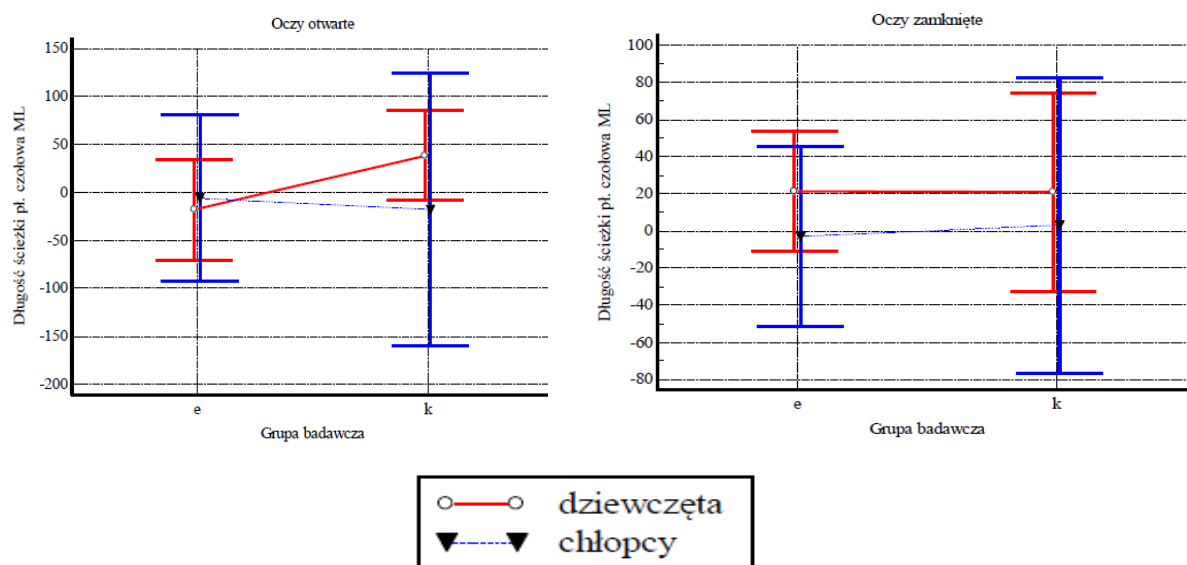 Oczy otwarte
Długość ścieżki pł. czołowa ML
150
100
50
0
-50
-100
-150
-200
e
k
Grupa badawcza
Oczy zamknięte
Długość ścieżki pł. czołowa ML
100
80
60
40
20
0
-20
-40
-60
-80
e
k
Grupa badawcza
dziewczęta
chłopcy